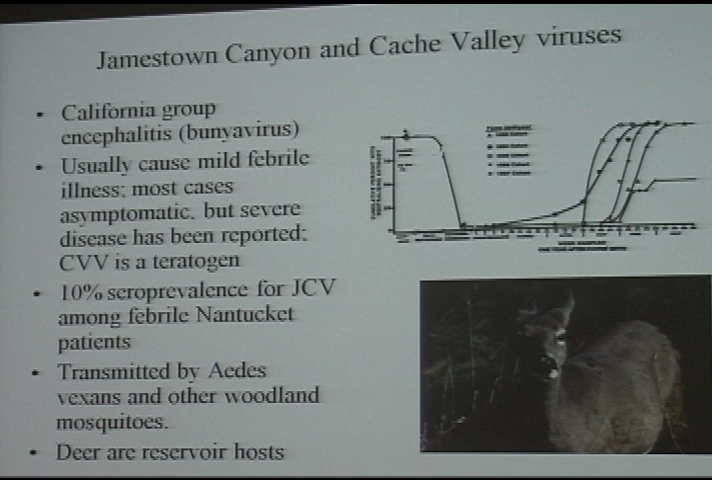 Jamestown Canyon and Cache Valley viruses
• California group
encephalitis (bunyavirus)
• Usually cause mild febrile
illness; most cases
asymptomatic, but severe
disease has been reported;
CVV is a teratogen
• 10% seroprevalence for JCV
among febrile Nantucket
patients
• Transmitted by Aedes
vexans and other woodland
mosquitoes.
• Deer are reservoir hosts